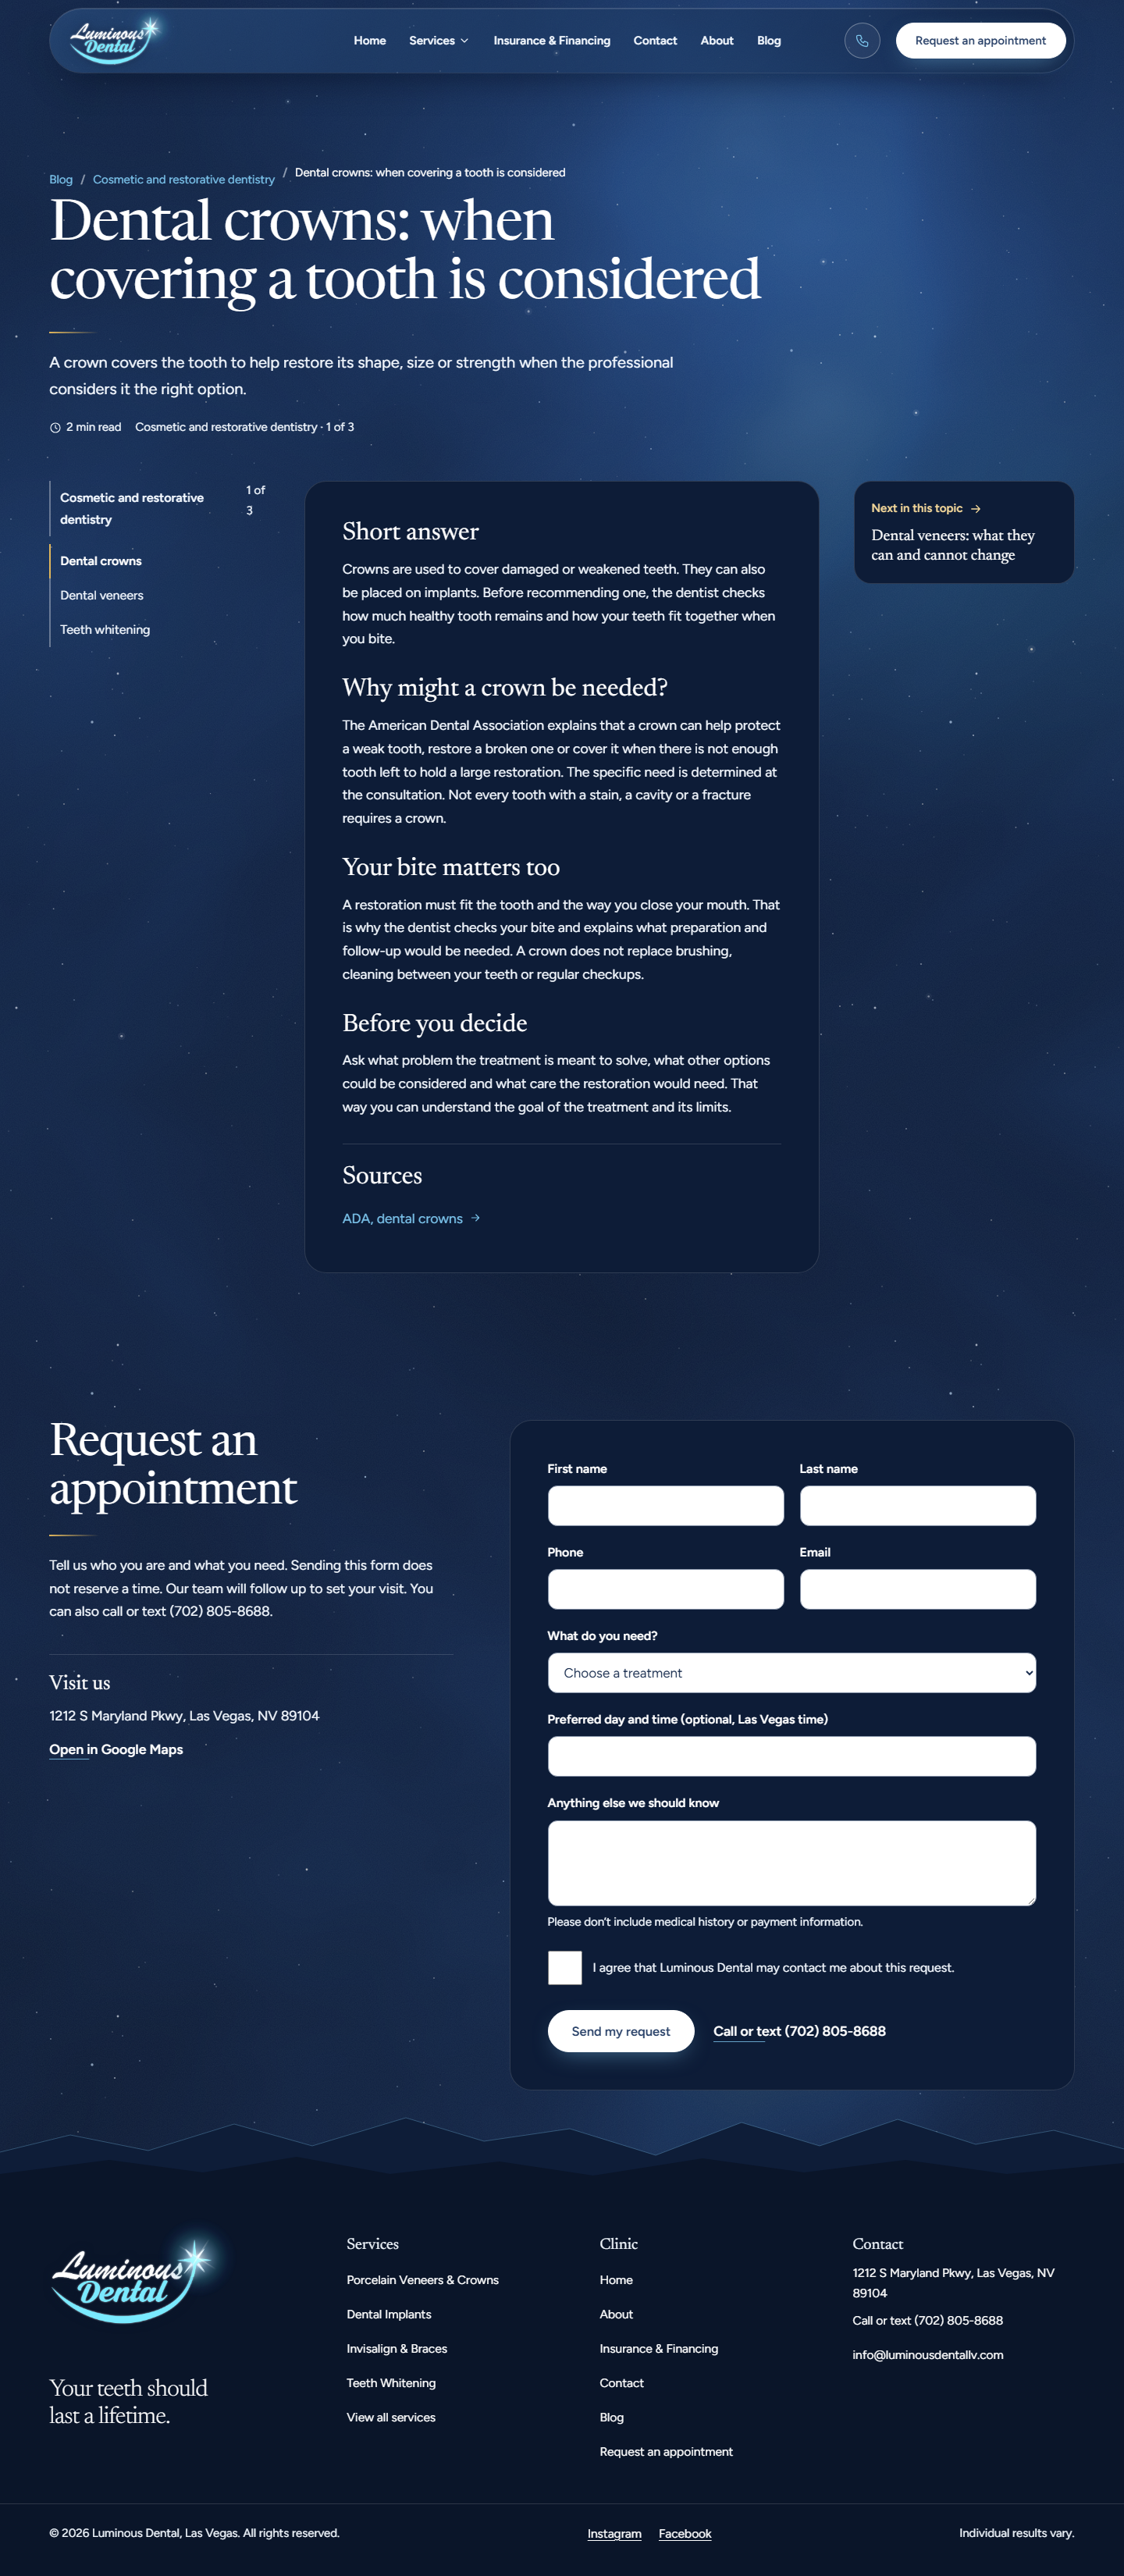 Luminous
Dental
Home
Services
Insurance & Financing
Contact
About
Blog
Request an appointment
Blog / Cosmetic and restorative dentistry / Dental crowns: when covering a tooth is considered
Dental crowns: when
covering a tooth is considered
A crown covers the tooth to help restore its shape, size or strength when the professional
considers it the right option.
2 min read
Cosmetic and restorative dentistry · 1 of 3
Cosmetic and restorative
dentistry
1 of
3
Dental crowns
Dental veneers
Teeth whitening
Short answer
Crowns are used to cover damaged or weakened teeth. They can also
be placed on implants. Before recommending one, the dentist checks
how much healthy tooth remains and how your teeth fit together when
you bite.
Why might a crown be needed?
The American Dental Association explains that a crown can help protect
a weak tooth, restore a broken one or cover it when there is not enough
tooth left to hold a large restoration. The specific need is determined at
the consultation. Not every tooth with a stain, a cavity or a fracture
requires a crown.
Your bite matters too
A restoration must fit the tooth and the way you close your mouth. That
is why the dentist checks your bite and explains what preparation and
follow-up would be needed. A crown does not replace brushing,
cleaning between your teeth or regular checkups.
Before you decide
Ask what problem the treatment is meant to solve, what other options
could be considered and what care the restoration would need. That
way you can understand the goal of the treatment and its limits.
Sources
ADA, dental crowns
Next in this topic
Dental veneers: what they
can and cannot change
Request an
appointment
Tell us who you are and what you need. Sending this form does
not reserve a time. Our team will follow up to set your visit. You
can also call or text (702) 805-8688.
Visit us
1212 S Maryland Pkwy, Las Vegas, NV 89104
Open in Google Maps
First name
Last name
Phone
Email
What do you need?
Choose a treatment
Preferred day and time (optional, Las Vegas time)
Anything else we should know
Please don't include medical history or payment information.
I agree that Luminous Dental may contact me about this request.
Send my request
Call or text (702) 805-8688
Luminous
Dental
Your teeth should
last a lifetime.
Services
Porcelain Veneers & Crowns
Dental Implants
Invisalign & Braces
Teeth Whitening
View all services
Clinic
Home
About
Insurance & Financing
Contact
Blog
Request an appointment
Contact
1212 S Maryland Pkwy, Las Vegas, NV
89104
Call or text (702) 805-8688
info@luminousdentallv.com
© 2026 Luminous Dental, Las Vegas. All rights reserved.
Instagram
Facebook
Individual results vary.